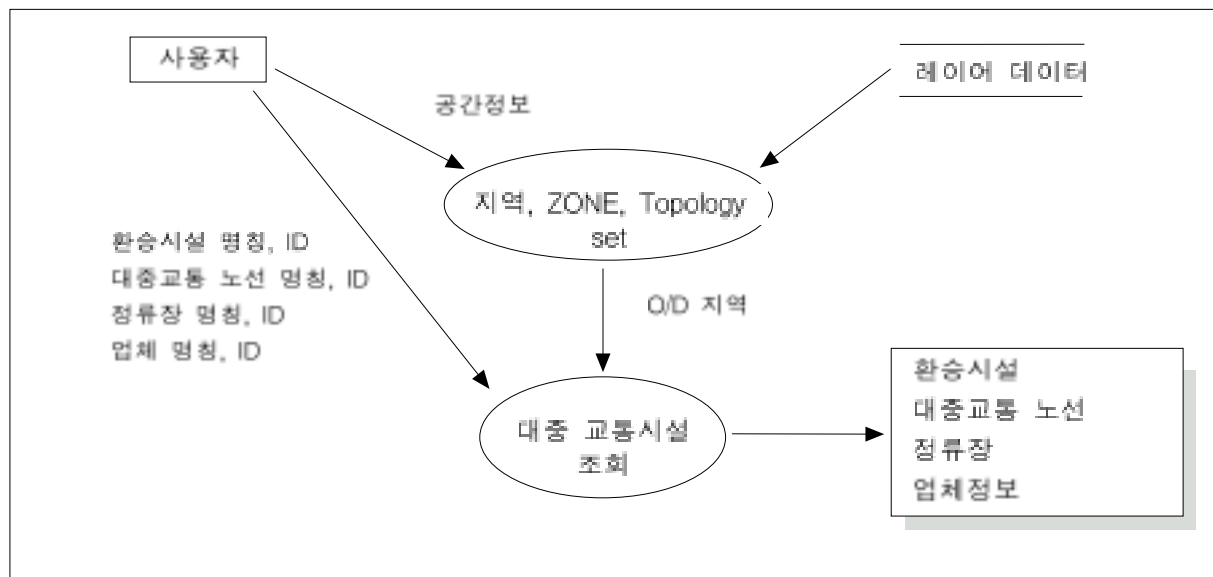 사용자
레이어 데이터
공간정보
지역, ZONE, Topology
set
환승시설 명칭, ID
대중교통 노선 명칭, ID
정류장 명칭, ID
업체 명칭, ID
O/D 지역
대중 교통시설
조회
환승시설
대중교통 노선
정류장
업체정보